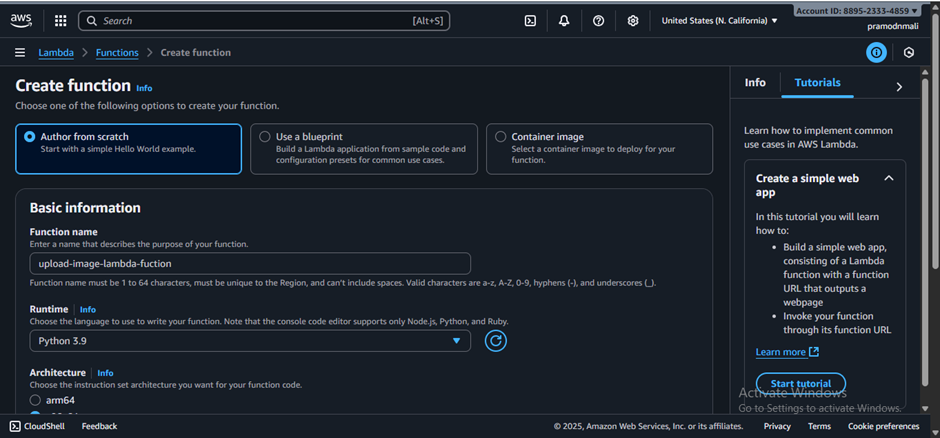 aws
Search
[Alt+S]
United States (N. California)
Account ID: 8895-2333-4859
pramodnmali
Lambda
Functions
Create function
Create function
Info
Choose one of the following options to create your function.
Author from scratch
Start with a simple Hello World example.
Use a blueprint
Build a Lambda application from sample code and
configuration presets for common use cases.
Container image
Select a container image to deploy for your
function.
Basic information
Function name
Enter a name that describes the purpose of your function.
upload-image-lambda-fuction
Function name must be 1 to 64 characters, must be unique to the Region, and can't include spaces. Valid characters are a-z, A-Z, 0-9, hyphens (-), and underscores (_).
Runtime
Info
Choose the language to use to write your function. Note that the console code editor supports only Node.js, Python, and Ruby.
Python 3.9
Architecture
Info
Choose the instruction set architecture you want for your function code.
arm64
Info
Tutorials
Learn how to implement common
use cases in AWS Lambda.
Create a simple web
app
In this tutorial you will learn
how to:
• Build a simple web app,
consisting of a Lambda
function with a function
URL that outputs a
webpage
• Invoke your function
through its function URL
Learn more
Start tutorial
Activate Windows
Go to Settings to activate Windows.
CloudShell
Feedback
© 2025, Amazon Web Services, Inc. or its affiliates.
Privacy
Terms
Cookie preferences